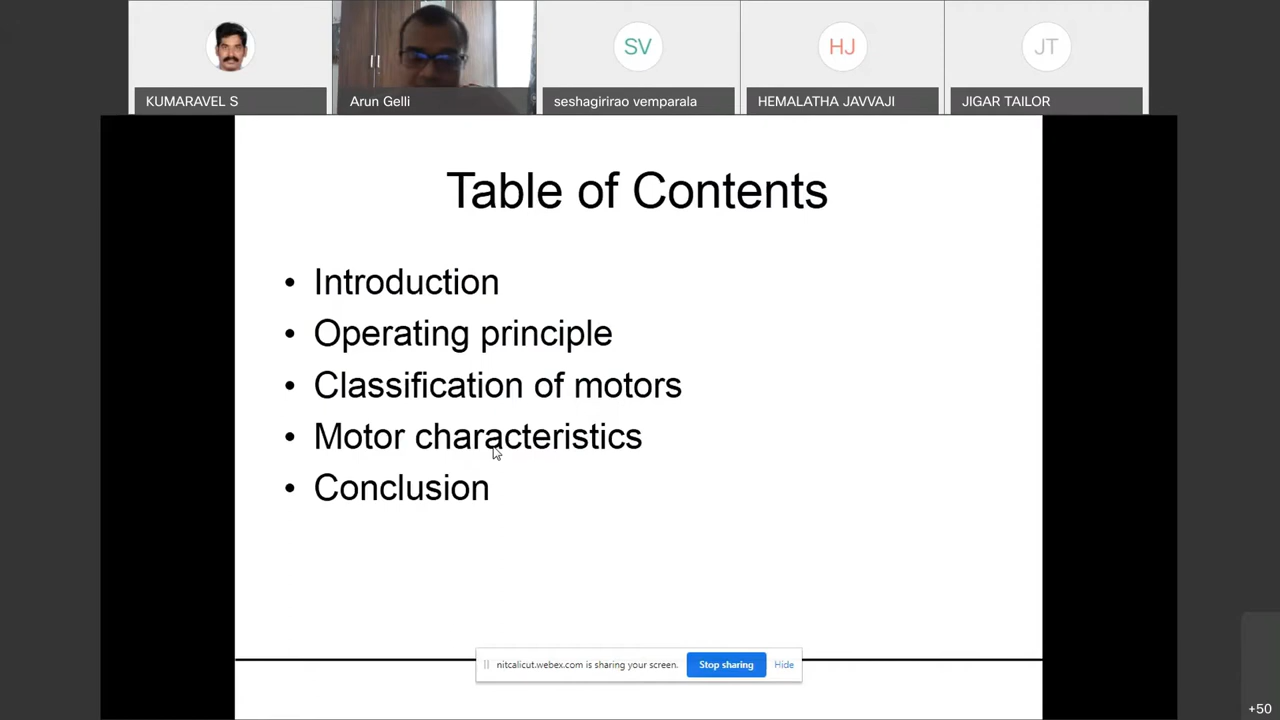 KUMARAVEL S
Arun Gelli
SV
seshagirirao vemparala
HJ
HEMALATHA JAVVAJI
JT
JIGAR TAILOR
Table of Contents
• Introduction
• Operating principle
• Classification of motors
• Motor characteristics
• Conclusion
nitcalicut.webex.com is sharing your screen.
Stop sharing
Hide
+50